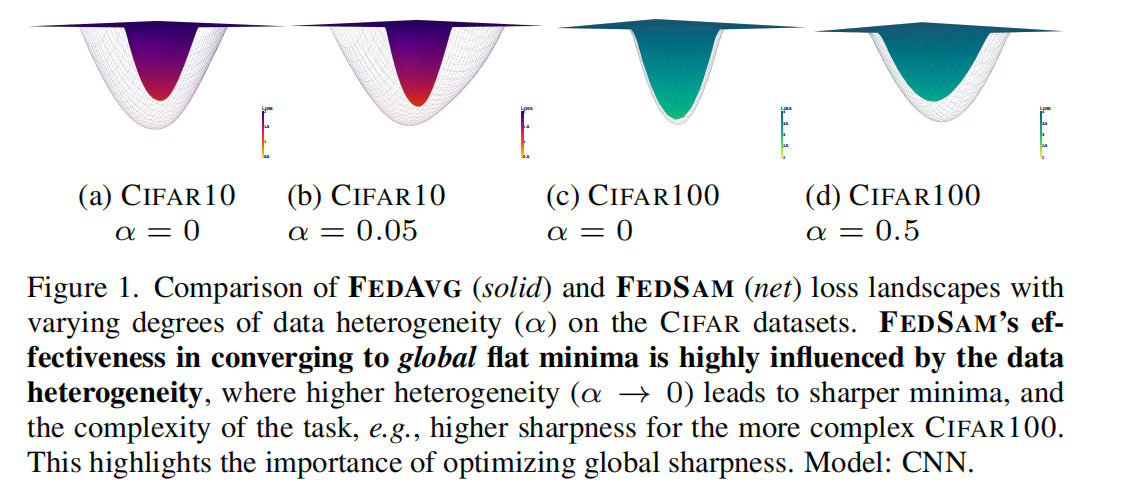 Loss
Loss
Loss
Loss
(a) CIFAR10
α = 0
(b) CIFAR10
α = 0.05
(c) CIFAR100
α = 0
(d) CIFAR100
α = 0.5
Figure 1. Comparison of FEDAVG (solid) and FEDSAM (net) loss landscapes with
varying degrees of data heterogeneity (α) on the CIFAR datasets. FEDSAM’s ef-
fectiveness in converging to global flat minima is highly influenced by the data
heterogeneity, where higher heterogeneity (α → 0) leads to sharper minima, and
the complexity of the task, e.g., higher sharpness for the more complex CIFAR100.
This highlights the importance of optimizing global sharpness. Model: CNN.